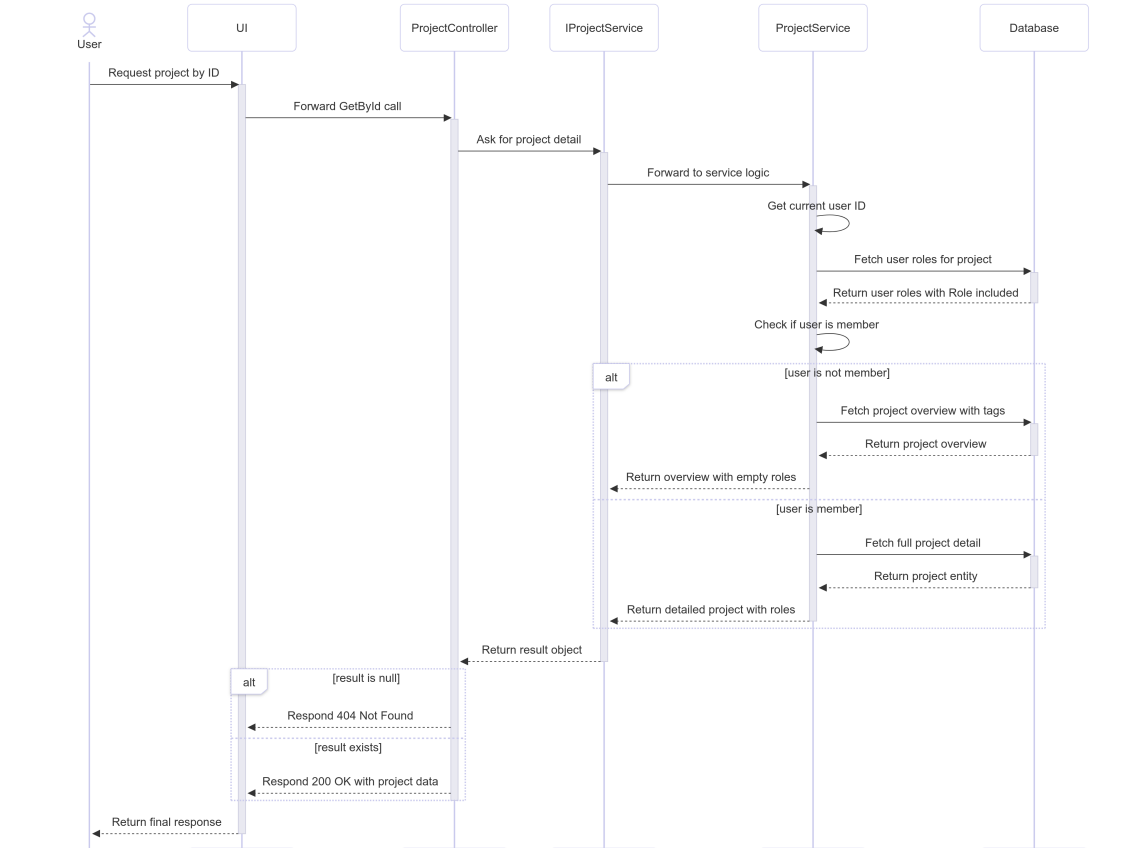 User
UI
ProjectController
IProjectService
ProjectService
Database
Request project by ID
Forward GetById call
Ask for project detail
Forward to service logic
Get current user ID
Fetch user roles for project
Return user roles with Role included
Check if user is member
alt
[user is not member]
Fetch project overview with tags
Return project overview
Return overview with empty roles
[user is member]
Fetch full project detail
Return project entity
Return detailed project with roles
Return result object
alt
[result is null]
Respond 404 Not Found
[result exists]
Respond 200 OK with project data
Return final response